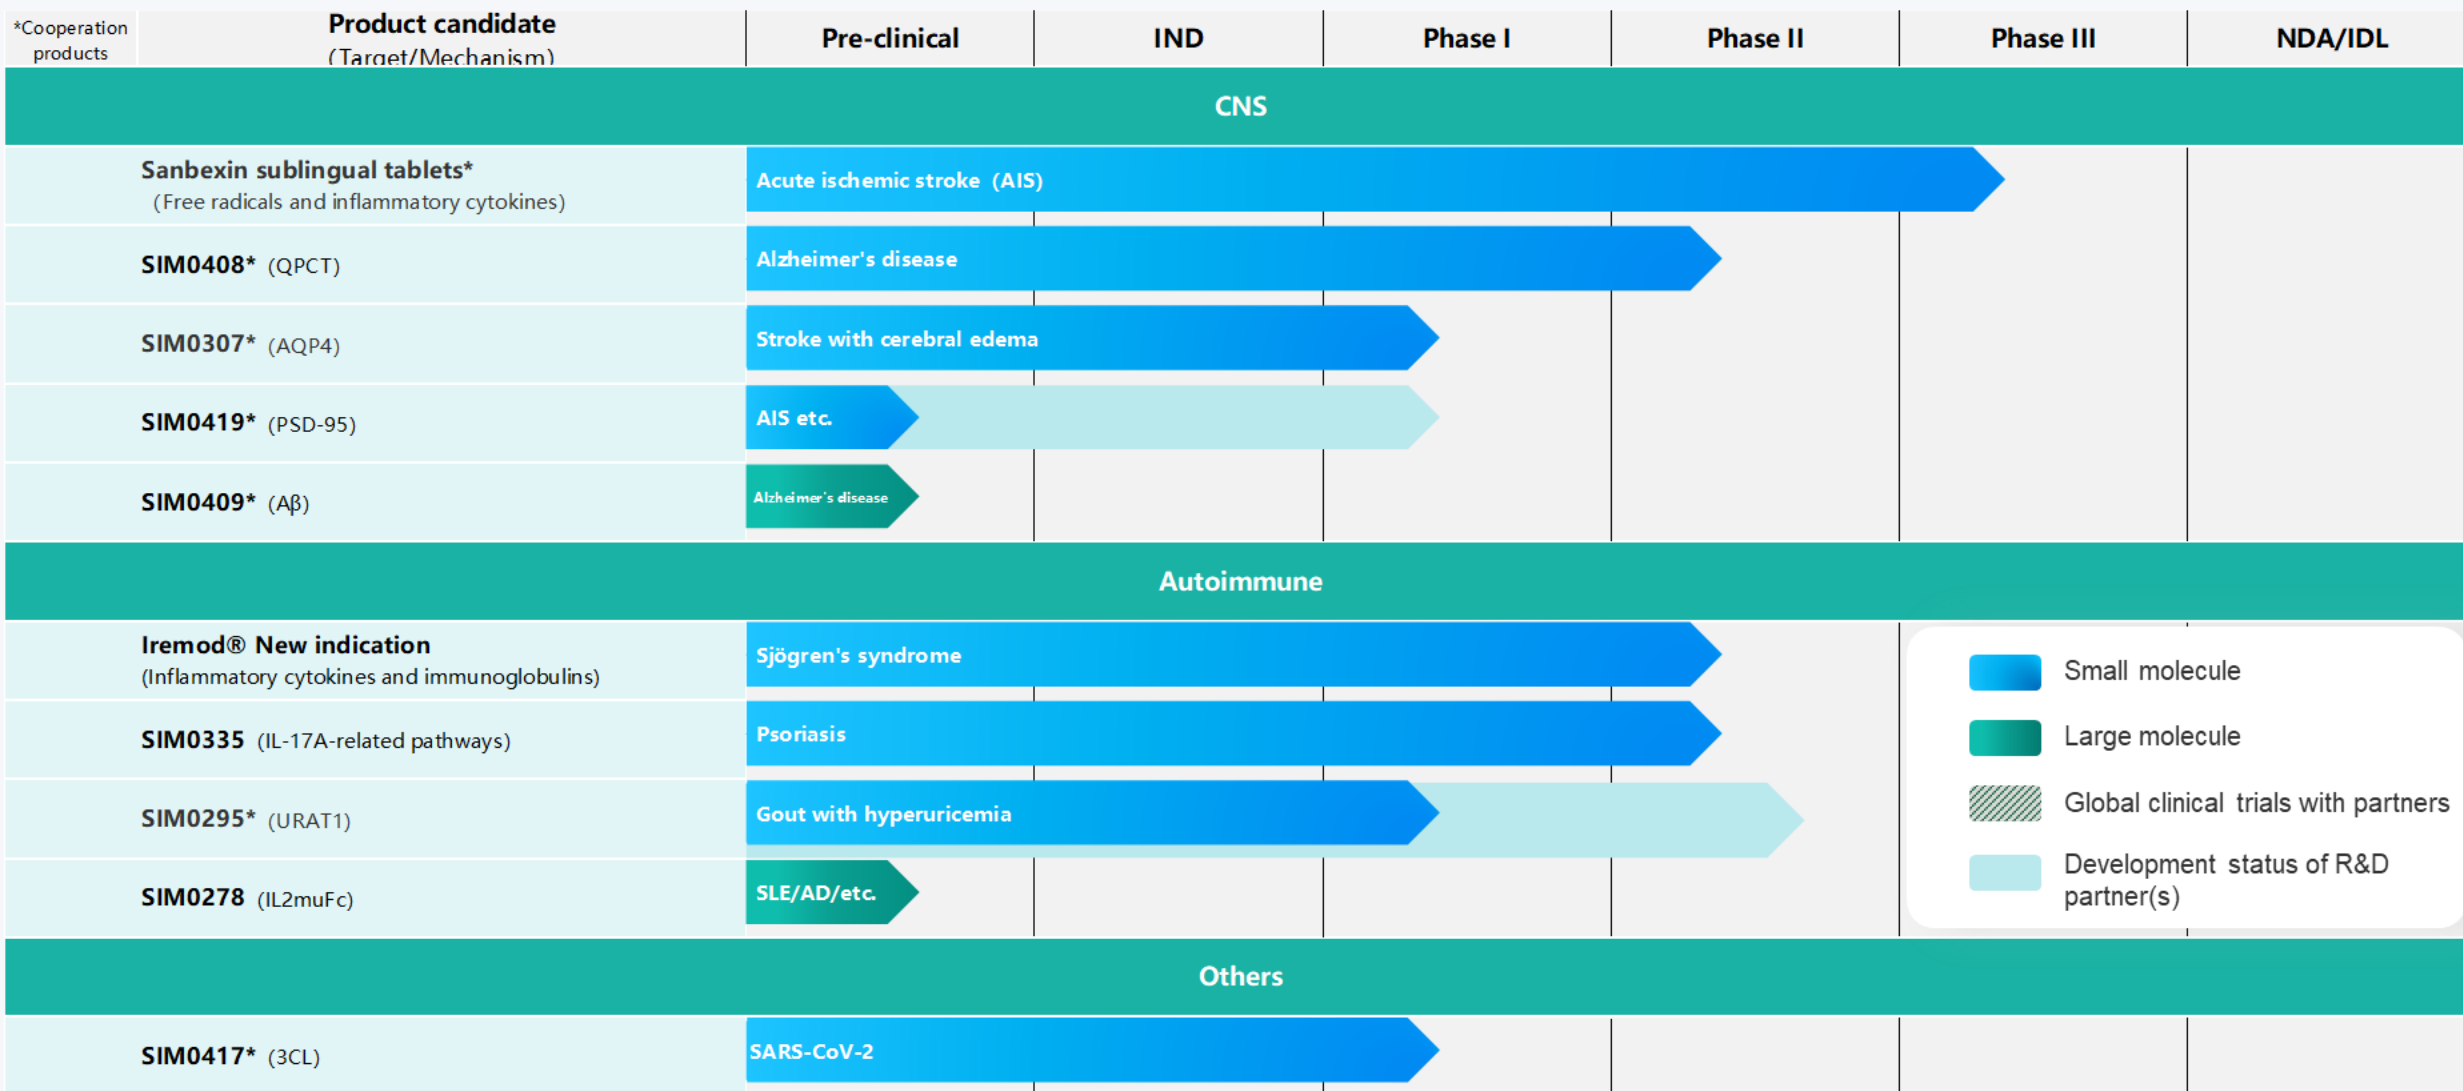 *Cooperation
products
Product candidate
(Target/Mechanism)
Pre-clinical
IND
Phase I
Phase II
Phase III
NDA/IDL
CNS
Sanbexin sublingual tablets*
(Free radicals and inflammatory cytokines)
Acute ischemic stroke (AIS)
SIM0408* (QPCT)
Alzheimer's disease
SIM0307* (AQP4)
Stroke with cerebral edema
SIM0419* (PSD-95)
AIS etc.
SIM0409* (Aβ)
Alzheimer's disease
Autoimmune
Iremod® New indication
(Inflammatory cytokines and immunoglobulins)
Sjögren's syndrome
SIM0335 (IL-17A-related pathways)
Psoriasis
SIM0295* (URAT1)
Gout with hyperuricemia
SIM0278 (IL2muFc)
SLE/AD/etc.
Small molecule
Large molecule
Global clinical trials with partners
Development status of R&D
partner(s)
Others
SIM0417* (3CL)
SARS-CoV-2